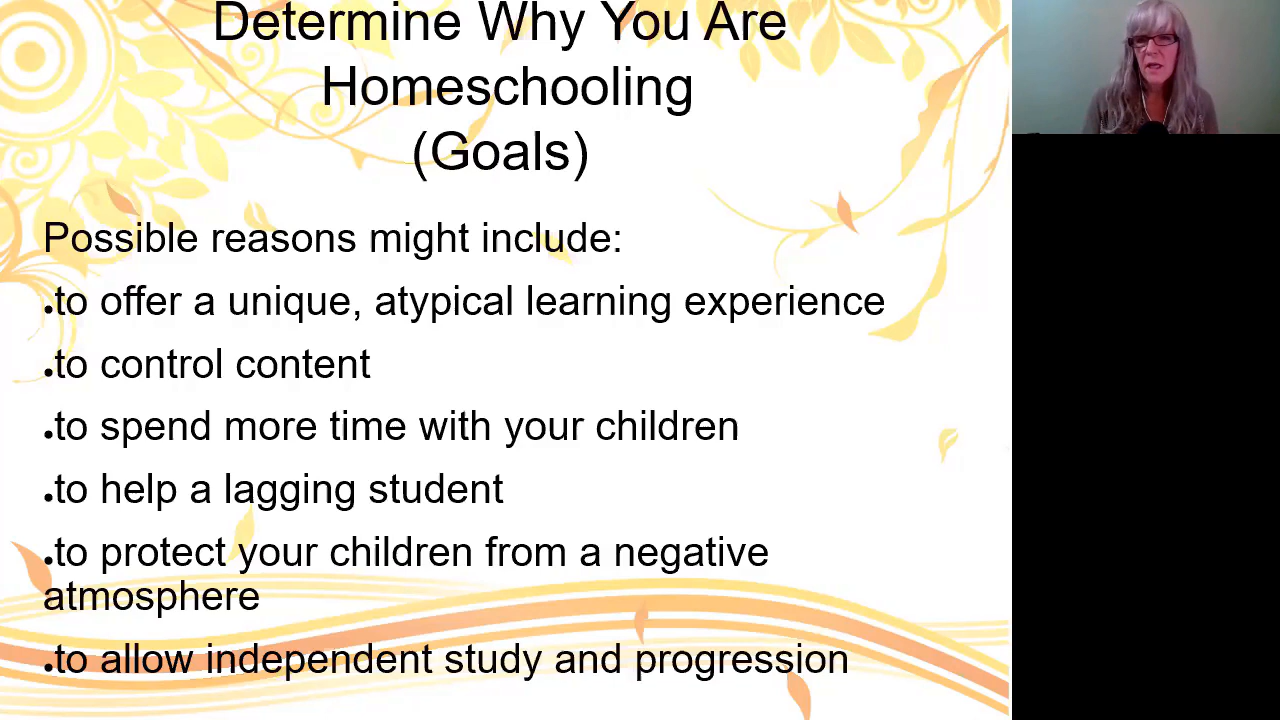 Determine Why You Are
Homeschooling
(Goals)
Possible reasons might include:
●to offer a unique, atypical learning experience
●to control content
●to spend more time with your children
●to help a lagging student
●to protect your children from a negative
atmosphere
●to allow independent study and progression